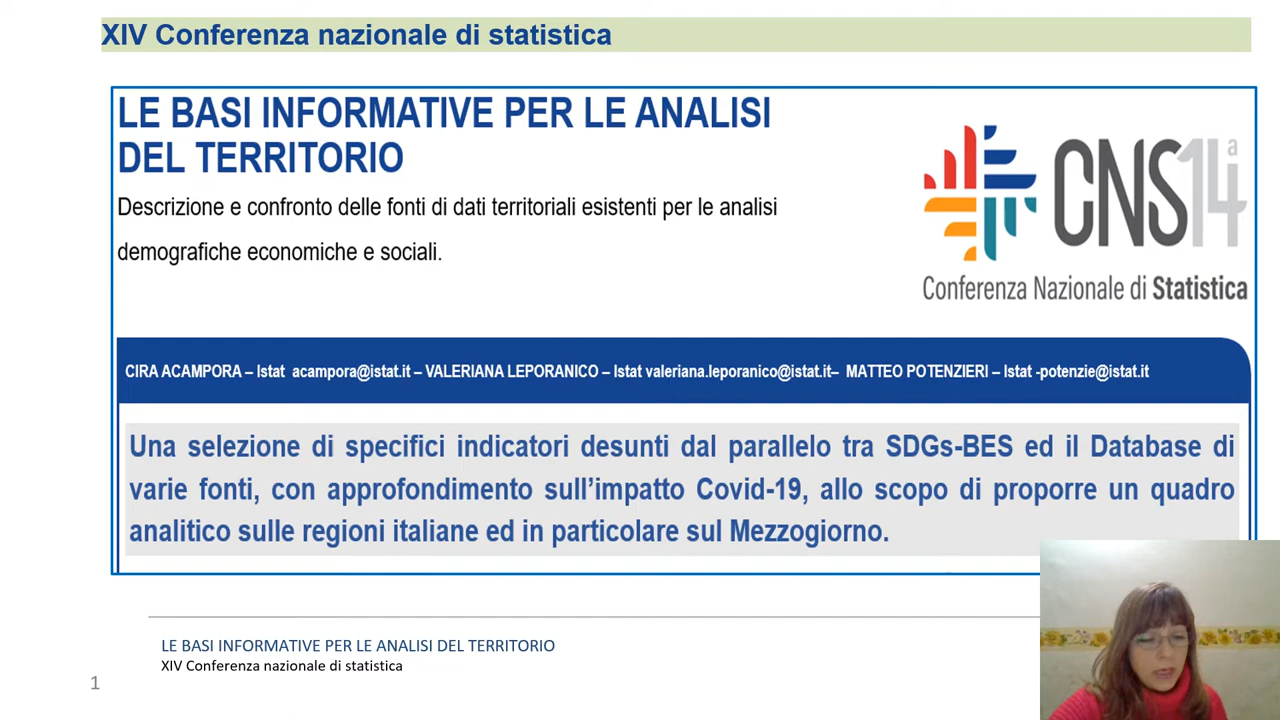 XIV Conferenza nazionale di statistica
LE BASI INFORMATIVE PER LE ANALISI
DEL TERRITORIO
Descrizione e confronto delle fonti di dati territoriali esistenti per le analisi
demografiche economiche e sociali.
CNS14a
Conferenza Nazionale di Statistica
CIRA ACAMPORA – Istat acampora@istat.it – VALERIANA LEPORANICO – Istat valeriana.leporanico@istat.it– MATTEO POTENZIERI – Istat -potenzie@istat.it
Una selezione di specifici indicatori desunti dal parallelo tra SDGs-BES ed il Database di
varie fonti, con approfondimento sull’impatto Covid-19, allo scopo di proporre un quadro
analitico sulle regioni italiane ed in particolare sul Mezzogiorno.
LE BASI INFORMATIVE PER LE ANALISI DEL TERRITORIO
XIV Conferenza nazionale di statistica
1